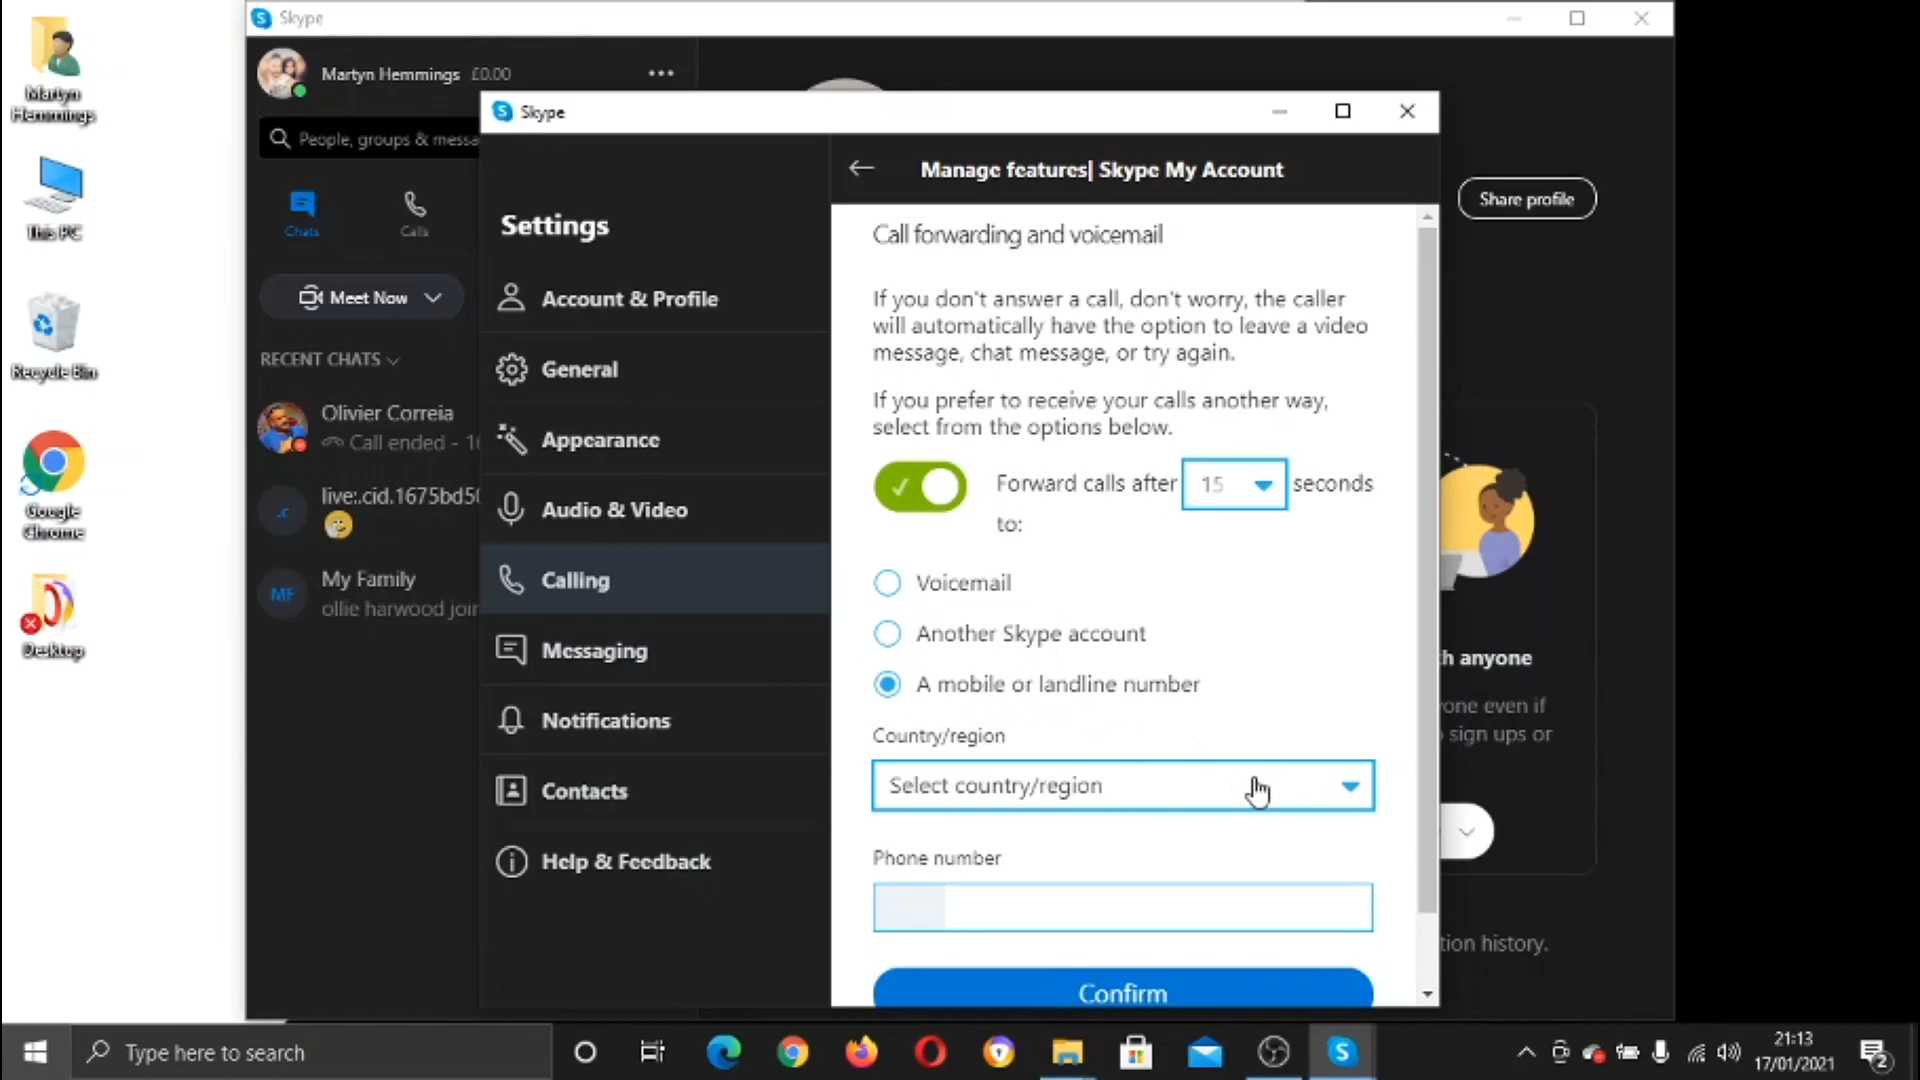 Skype
Martyn Hemmings £0.00
People, groups & messa
Chats
Calls
Meet Now
RECENT CHATS
Olivier Correia
Call ended - 1
live:.cid.1675bd5
.c
My Family
MF
ollie harwood joi
Share profile
h anyone
one even if
sign ups or
tion history.
Skype
Settings
Account & Profile
General
Appearance
Audio & Video
Calling
Messaging
Notifications
Contacts
Help & Feedback
Manage features| Skype My Account
Call forwarding and voicemail
If you don't answer a call, don't worry, the caller
will automatically have the option to leave a video
message, chat message, or try again.
If you prefer to receive your calls another way,
select from the options below.
Forward calls after 15 seconds
to:
Voicemail
Another Skype account
A mobile or landline number
Country/region
Select country/region
Phone number
Confirm
Martyn
Hemmings
This PC
Recycle Bin
Google
Chrome
Desktop
Type here to search
21:13
17/01/2021
2